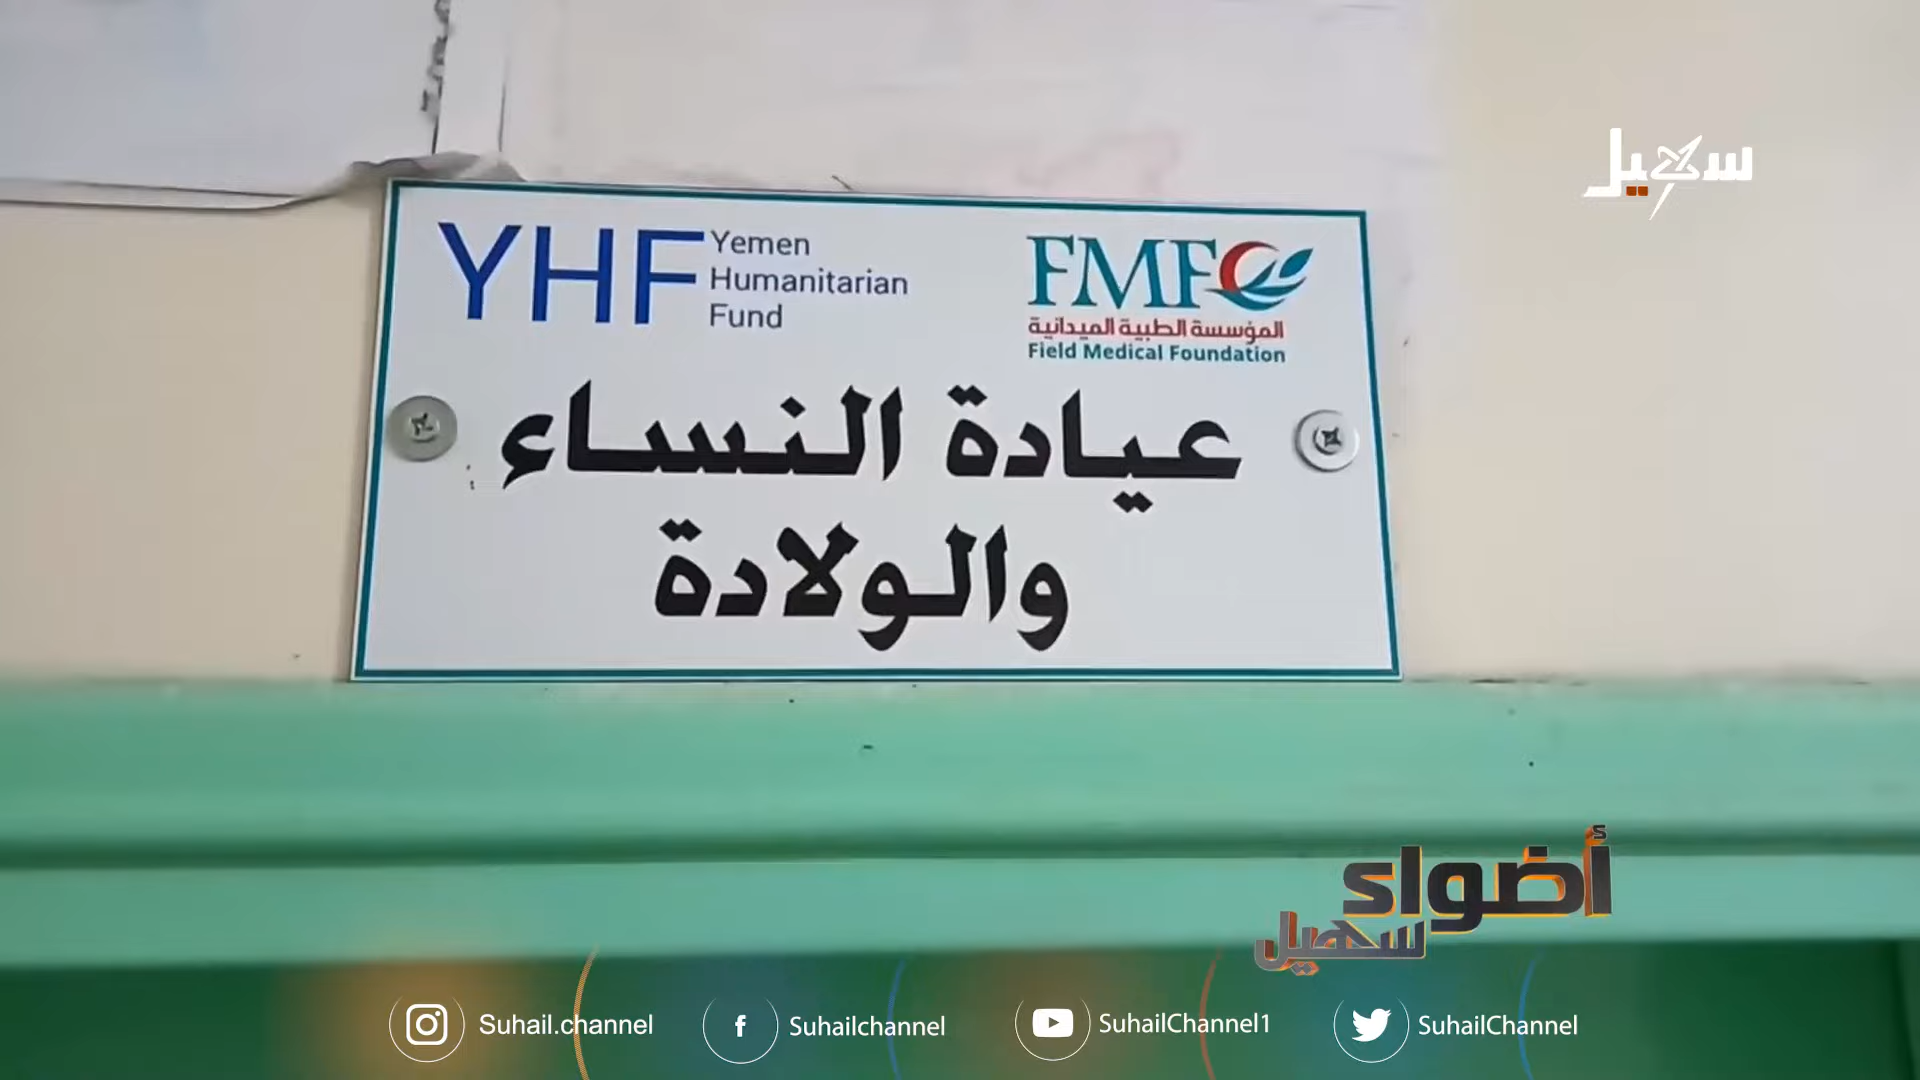 سهيل
YHF Yemen
Humanitarian
Fund
FMF
المؤسسة الطبية الميدانية
Field Medical Foundation
عيادة النساء
والولادة
أضواء
سهيل
Suhail.channel
Suhailchannel
SuhailChannel1
SuhailChannel